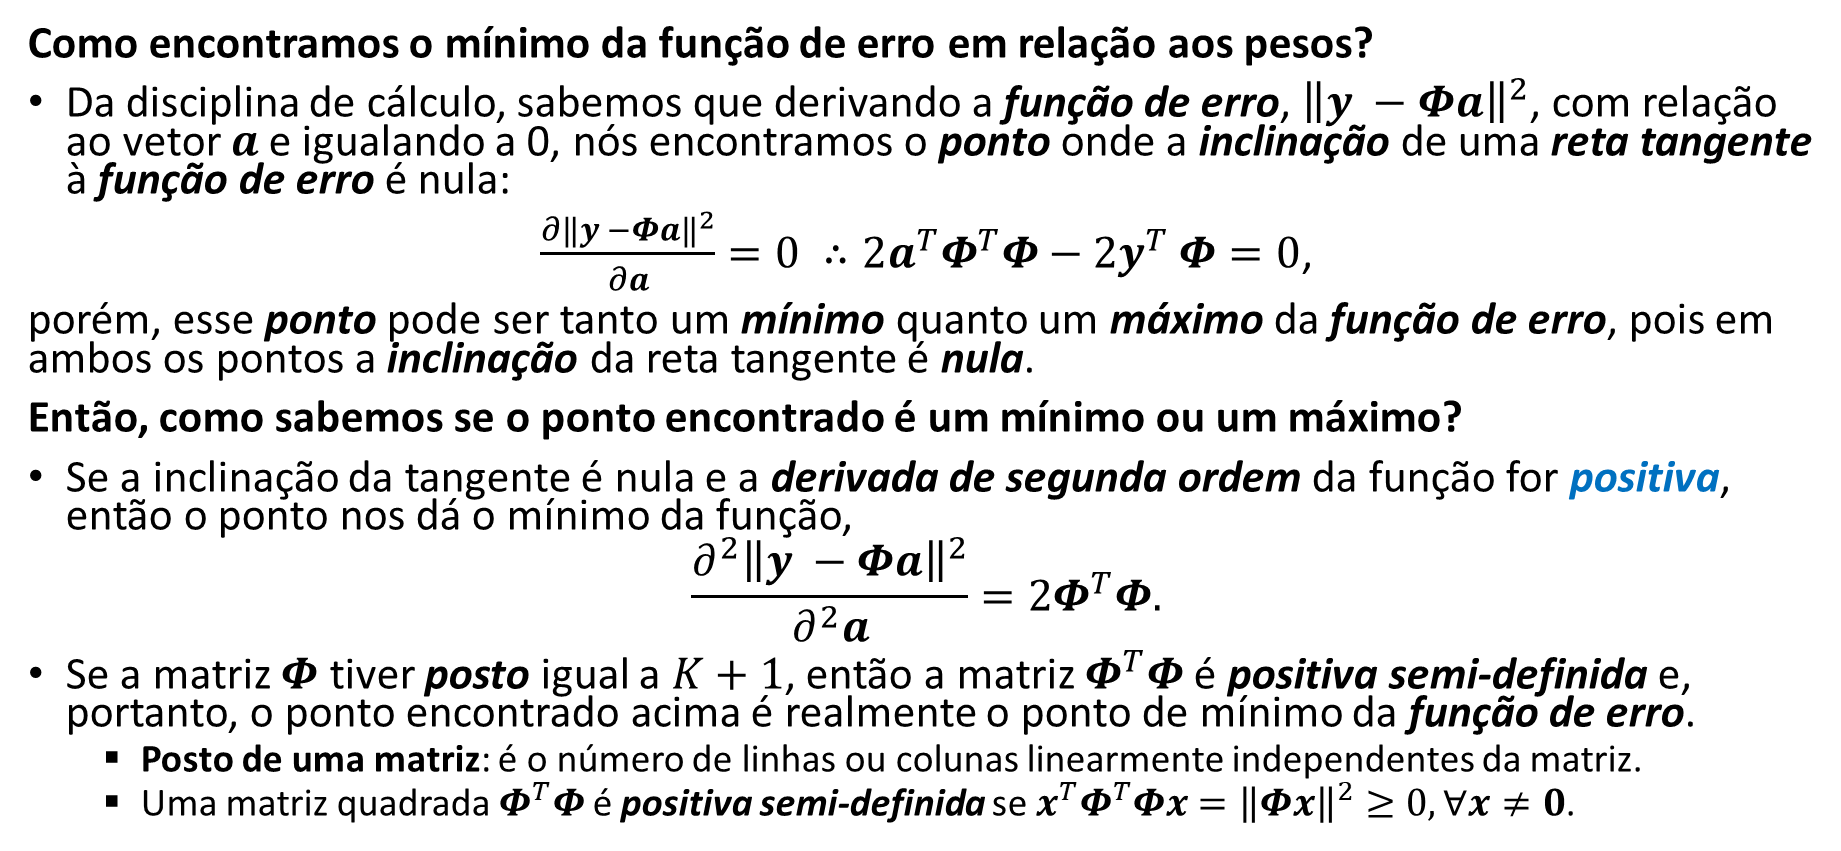 Como encontramos o mínimo da função de erro em relação aos pesos?
• Da disciplina de cálculo, sabemos que derivando a função de erro, ‖y − Φa‖², com relação
ao vetor a e igualando a 0, nós encontramos o ponto onde a inclinação de uma reta tangente
à função de erro é nula:
∂‖y −Φa‖² / ∂a = 0 ∴ 2aᵀΦᵀΦ − 2yᵀ Φ = 0,
porém, esse ponto pode ser tanto um mínimo quanto um máximo da função de erro, pois em
ambos os pontos a inclinação da reta tangente é nula.
Então, como sabemos se o ponto encontrado é um mínimo ou um máximo?
• Se a inclinação da tangente é nula e a derivada de segunda ordem da função for positiva,
então o ponto nos dá o mínimo da função,
∂²‖y − Φa‖² / ∂²a = 2ΦᵀΦ.
• Se a matriz Φ tiver posto igual a K + 1, então a matriz ΦᵀΦ é positiva semi-definida e,
portanto, o ponto encontrado acima é realmente o ponto de mínimo da função de erro.
▪ Posto de uma matriz: é o número de linhas ou colunas linearmente independentes da matriz.
▪ Uma matriz quadrada ΦᵀΦ é positiva semi-definida se xᵀΦᵀΦx = ‖Φx‖² ≥ 0, ∀x ≠ 0.